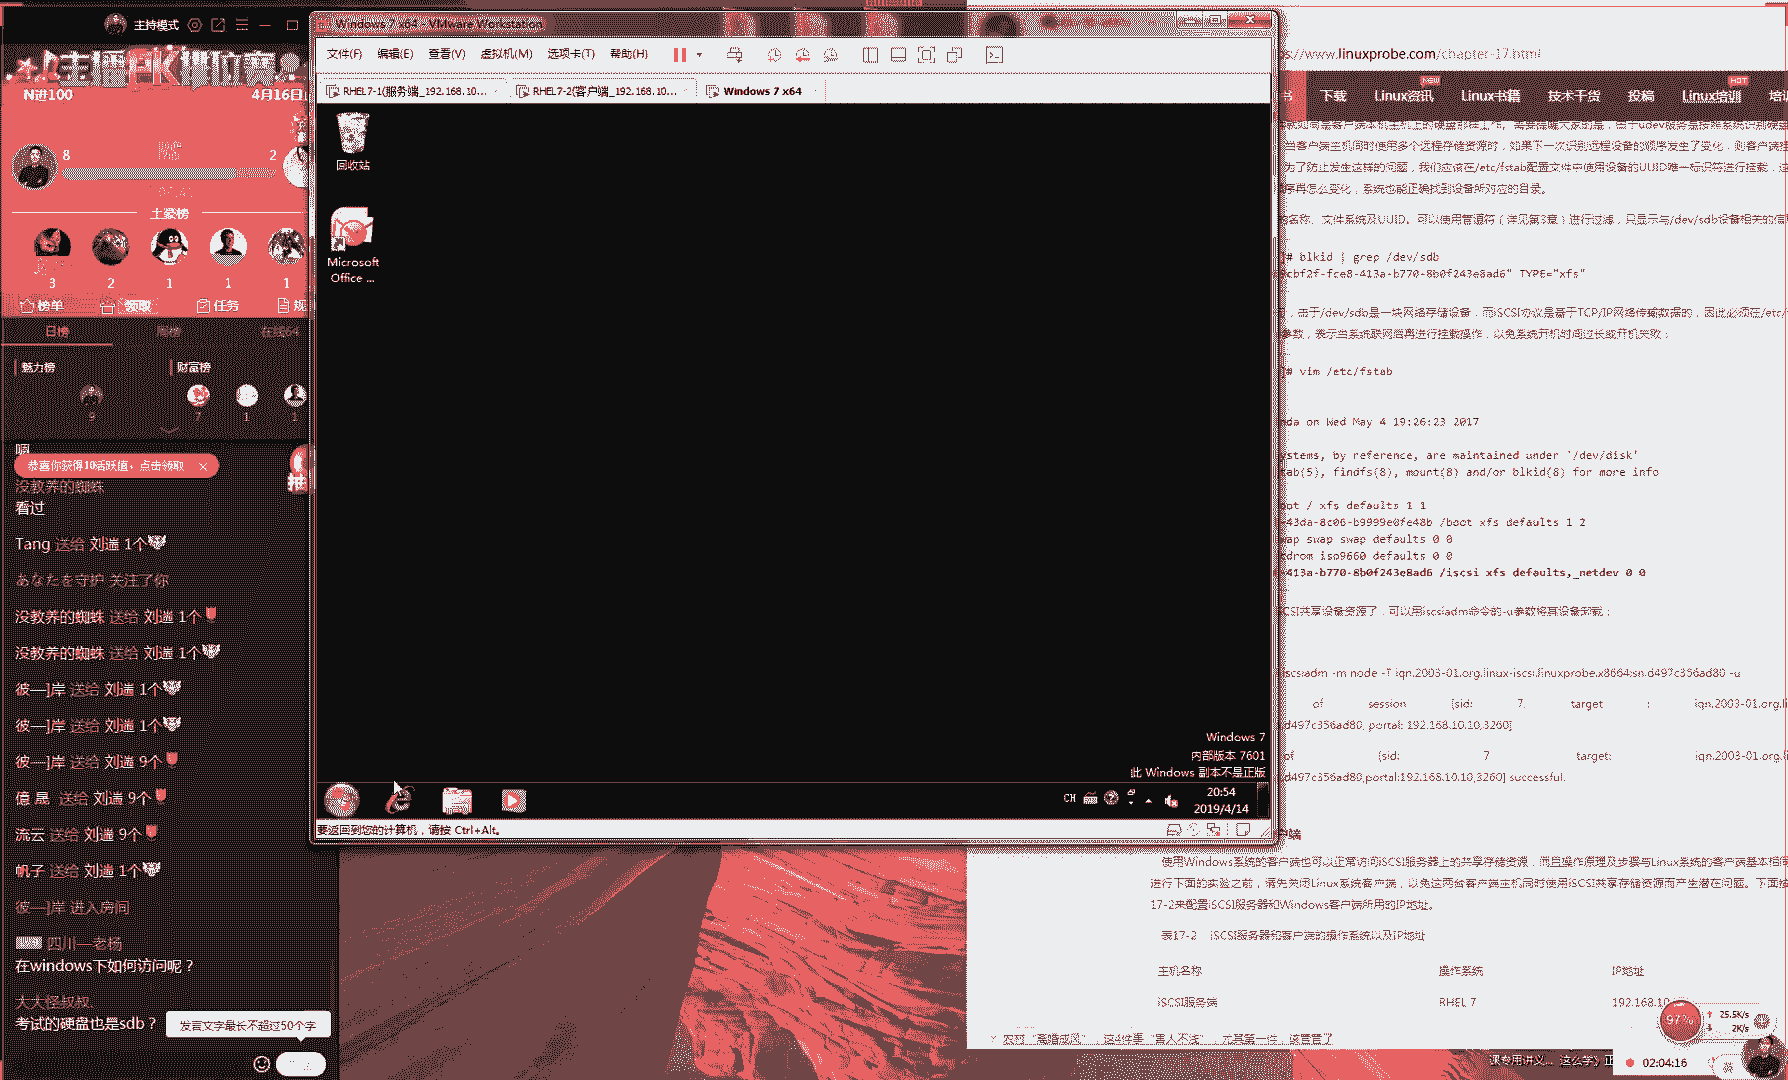 主持模式
主播PK排位赛
N进100
4月16日
8
2
土豪榜
3
2
1
1
1
榜单
领取
任务
日榜
周榜
魅力榜
财富榜
9
7
1
恭喜你获得10活跃值，点击领取
没教养的蜘蛛
看过
Tang 送给 刘遄 1个
あなたを守护 关注了你
没教养的蜘蛛 送给 刘遄 1个
没教养的蜘蛛 送给 刘遄 1个
彼—]岸 送给 刘遄 1个
彼—]岸 送给 刘遄 1个
彼—]岸 送给 刘遄 9个
億 晟 送给 刘遄 9个
流云 送给 刘遄 9个
帆子 送给 刘遄 1个
彼—]岸 进入房间
四川—老杨
在windows下如何访问呢？
大大怪叔叔.
考试的硬盘也是sdb？
发言文字最长不超过50个字
Windows 7 x64 - VMware Workstation
文件(F) 编辑(E) 查看(V) 虚拟机(M) 选项卡(T) 帮助(H)
RHEL7-1(服务端_192.168.10...
RHEL7-2(客户端_192.168.10...
Windows 7 x64
回收站
Microsoft
Office ...
Windows 7
内部版本 7601
此 Windows 副本不是正版
CH
20:54
2019/4/14
要返回到您的计算机，请按 Ctrl+Alt。
s://www.linuxprobe.com/chapter-17.html
书
下载
Linux资讯
NEW
Linux书籍
技术干货
投稿
Linux培训
HOT
当客户端主机同时使用多个远程存储资源时，如果下一次识别远程设备的顺序发生了变化，则客户端挂
为了防止发生这样的问题，我们应该在/etc/fstab配置文件中使用设备的UUID唯一标识符进行挂载，这
序再怎么变化，系统也能正确找到设备所对应的目录。
的名称、文件系统及UUID。可以使用管道符（详见第3章）进行过滤，只显示与/dev/sdb设备相关的信息
]# blkid | grep /dev/sdb
cbf2f-fce8-413a-b770-8b0f243e8ad6" TYPE="xfs"
，由于/dev/sdb是一块网络存储设备，而iSCSI协议是基于TCP/IP网络传输数据的，因此必须在/etc/
参数，表示当系统联网后再进行挂载操作，以免系统开机时间过长或开机失败：
]# vim /etc/fstab
nda on Wed May 4 19:26:23 2017
ystems, by reference, are maintained under '/dev/disk'
tab(5), findfs(8), mount(8) and/or blkid(8) for more info
oot / xfs defaults 1 1
-43da-8c06-b9999e0fe48b /boot xfs defaults 1 2
wap swap swap defaults 0 0
cdrom iso9660 defaults 0 0
-413a-b770-8b0f243e8ad6 /iscsi xfs defaults,_netdev 0 0
CSI共享设备资源了，可以用iscsiadm命令的-u参数将其设备卸载：
iscsiadm -m node -T iqn.2003-01.org.linux-iscsi.linuxprobe.x8664:sn.d497c356ad80 -u
of session [sid: 7, target : iqn.2003-01.org.li
d497c356ad80, portal: 192.168.10.10,3260]
of [sid: 7 target: iqn.2003-01.org.li
d497c356ad80,portal:192.168.10.10,3260] successful.
户端
使用Windows系统的客户端也可以正常访问iSCSI服务器上的共享存储资源，而且操作原理及步骤与Linux系统的客户端基本相同
进行下面的实验之前，请先关闭Linux系统客户端，以免这两台客户端主机同时使用iSCSI共享存储资源而产生潜在问题。下面按
17-2来配置iSCSI服务器和Windows客户端所用的IP地址。
表17-2 iSCSI服务器和客户端的操作系统以及IP地址
主机名称
操作系统
IP地址
iSCSI服务端
RHEL 7
192.168.10
97%
25.5K/s
2K/s
02:04:16
英